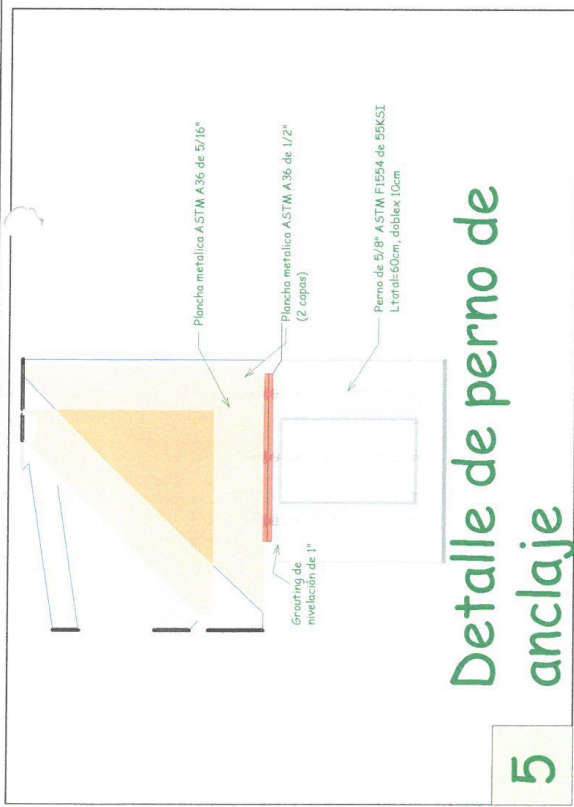 Plancha metalica ASTM A36 de 5/16"
Plancha metalica ASTM A36 de 1/2"
(2 capas)
Perno de 5/8" ASTM F1554 de 55KSI
Ltotal=60cm, doblex 10cm
Grouting de
nivelación de 1"
Detalle de perno de
anclaje
5